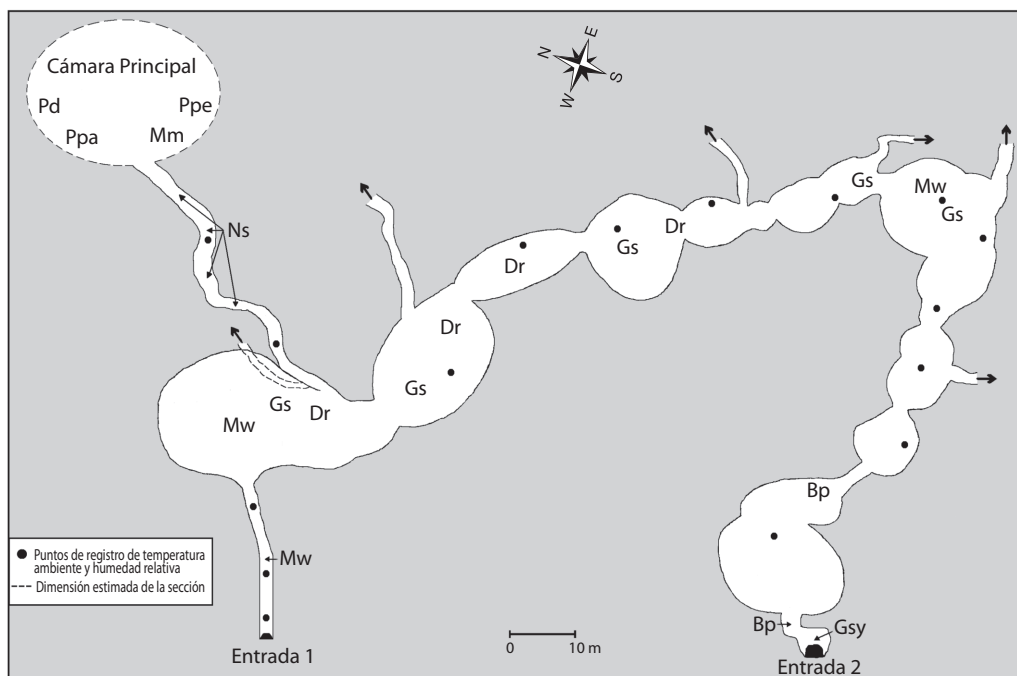 Cámara Principal
Pd
Ppe
Ppa
Mm
N
E
S
W
Ns
Gs
Mw
Gs
Dr
Gs
Dr
Dr
Gs
Gs
Dr
Mw
Bp
Mw
Bp
Gsy
Entrada 1
0
10 m
Entrada 2
Puntos de registro de temperatura
ambiente y humedad relativa
Dimensión estimada de la sección